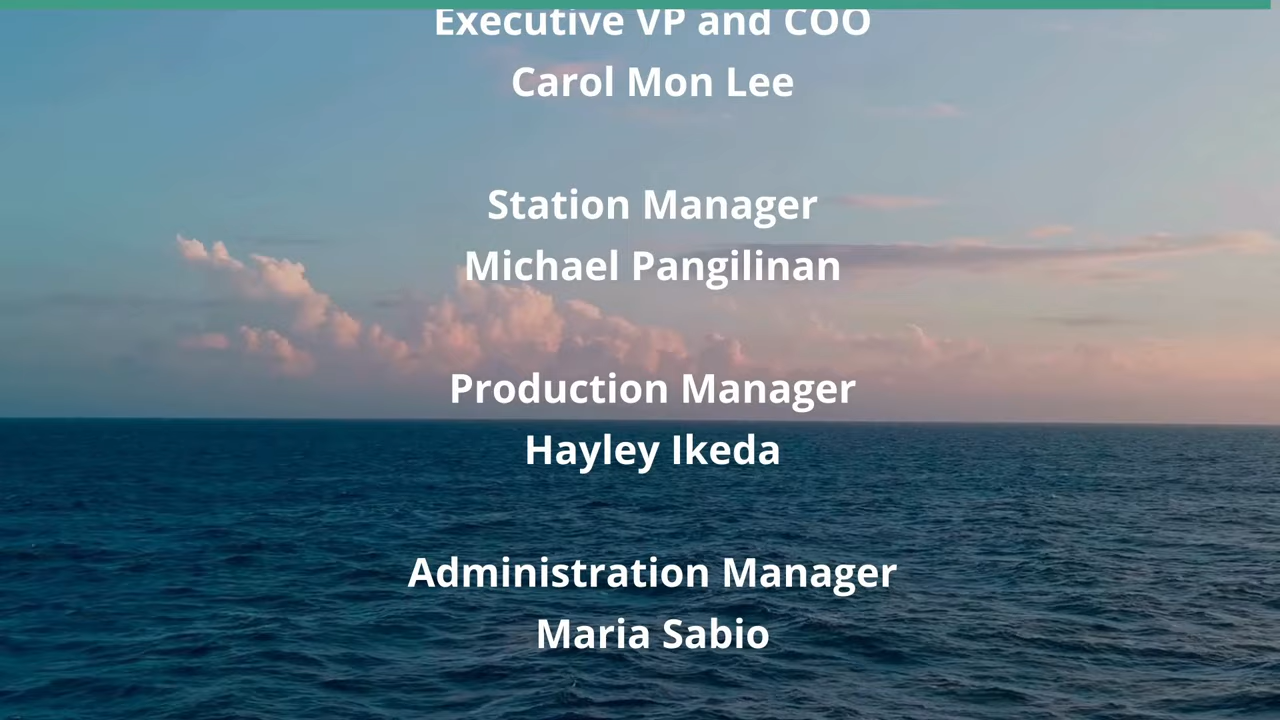 Executive VP and COO
Carol Mon Lee
Station Manager
Michael Pangilinan
Production Manager
Hayley Ikeda
Administration Manager
Maria Sabio